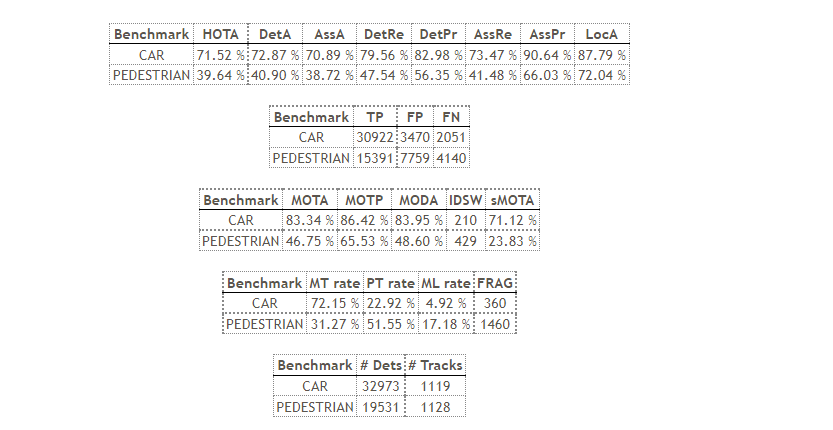 Benchmark HOTA DetA AssA DetRe DetPr AssRe AssPr LocA
CAR 71.52 % 72.87 % 70.89 % 79.56 % 82.98 % 73.47 % 90.64 % 87.79 %
PEDESTRIAN 39.64 % 40.90 % 38.72 % 47.54 % 56.35 % 41.48 % 66.03 % 72.04 %
Benchmark TP FP FN
CAR 30922 3470 2051
PEDESTRIAN 15391 7759 4140
Benchmark MOTA MOTP MODA IDSW sMOTA
CAR 83.34 % 86.42 % 83.95 % 210 71.12 %
PEDESTRIAN 46.75 % 65.53 % 48.60 % 429 23.83 %
Benchmark MT rate PT rate ML rate FRAG
CAR 72.15 % 22.92 % 4.92 % 360
PEDESTRIAN 31.27 % 51.55 % 17.18 % 1460
Benchmark # Dets # Tracks
CAR 32973 1119
PEDESTRIAN 19531 1128